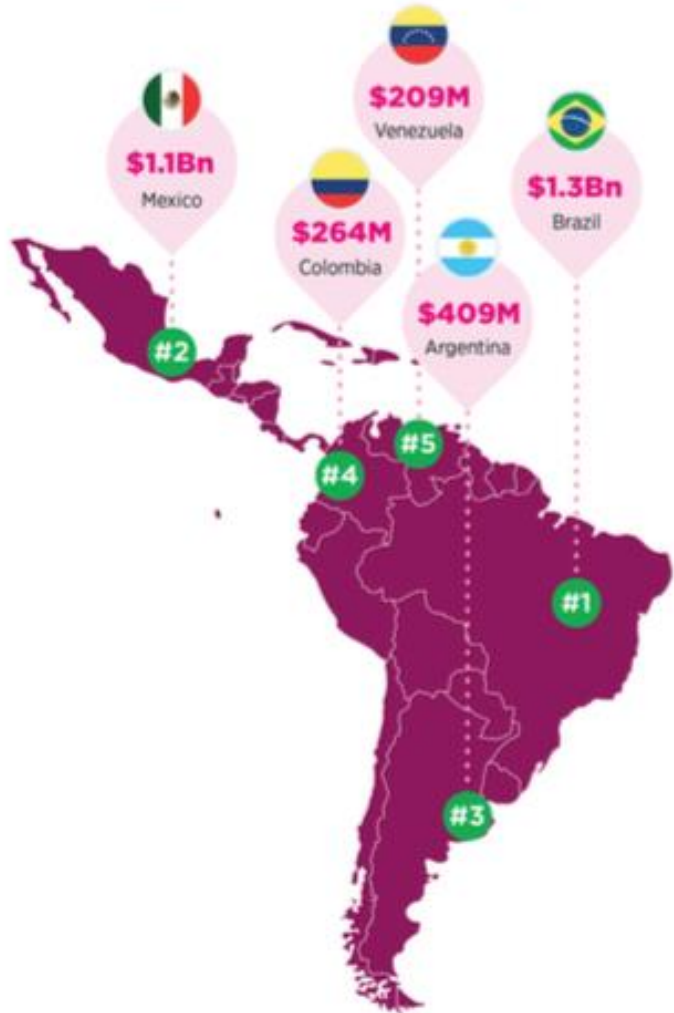 $209M
Venezuela
$1.1Bn
Mexico
$1.3Bn
Brazil
$264M
Colombia
$409M
Argentina
#2
#5
#4
#1
#3